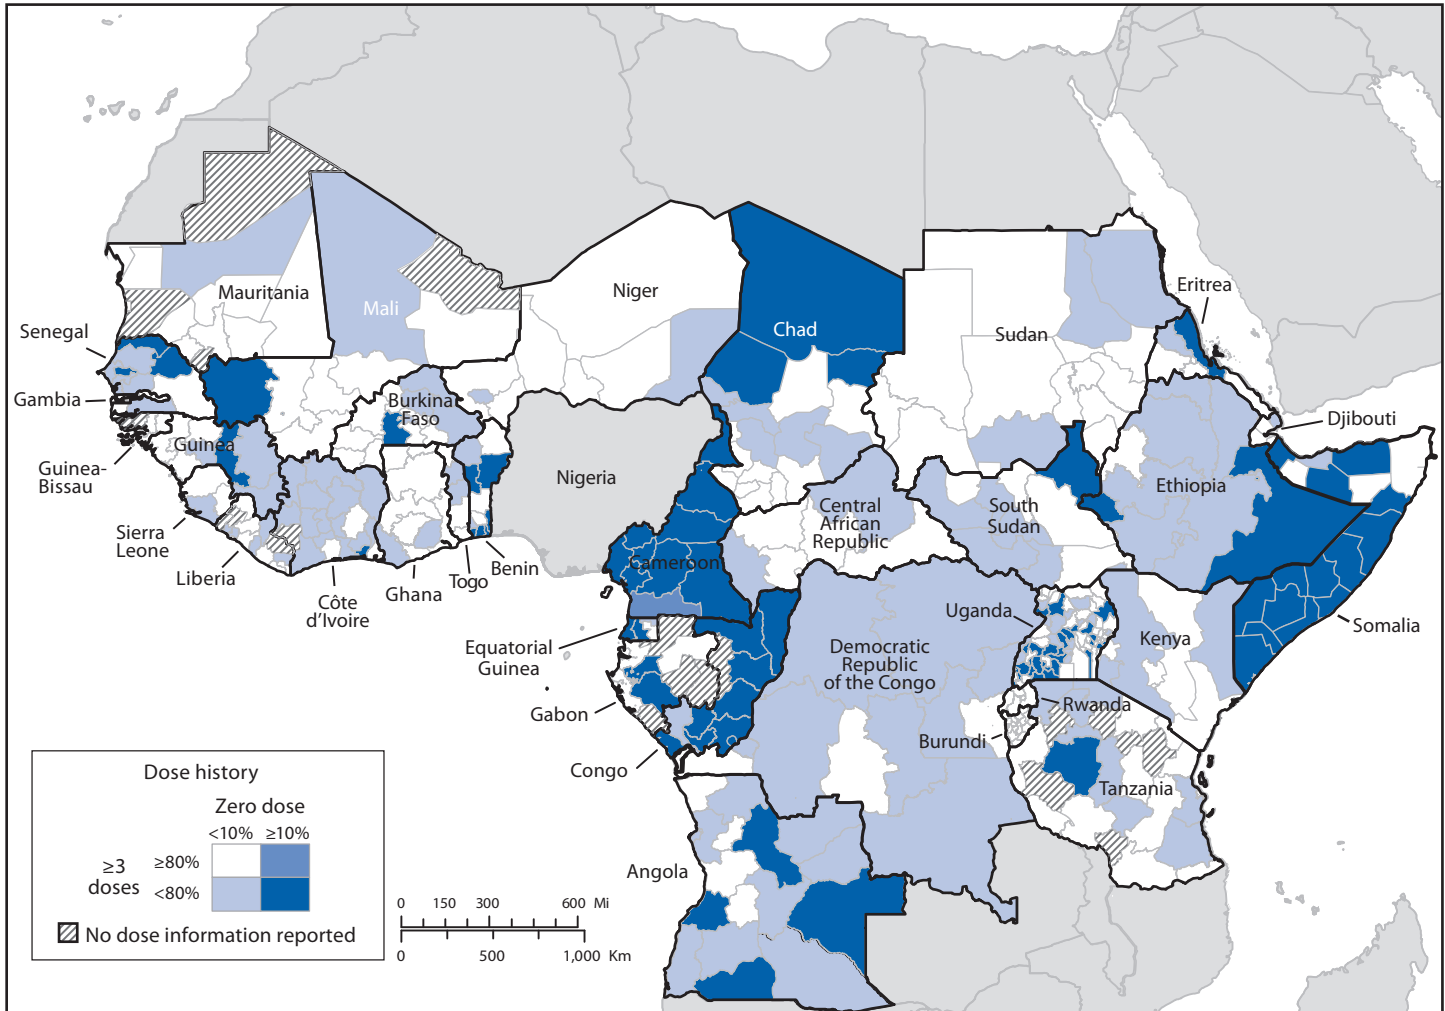 Mauritania
Mali
Niger
Chad
Sudan
Eritrea
Senegal
Gambia
Burkina
Faso
Djibouti
Guinea
Guinea-
Bissau
Nigeria
Ethiopia
Central
African
Republic
South
Sudan
Sierra
Leone
Liberia
Côte
d'Ivoire
Ghana
Togo
Benin
Cameroon
Uganda
Kenya
Somalia
Equatorial
Guinea
Democratic
Republic
of the Congo
Gabon
Rwanda
Burundi
Congo
Tanzania
Angola
Dose history
Zero dose
<10% ≥10%
≥3
doses
≥80%
<80%
No dose information reported
0 150 300 600 Mi
0 500 1,000 Km